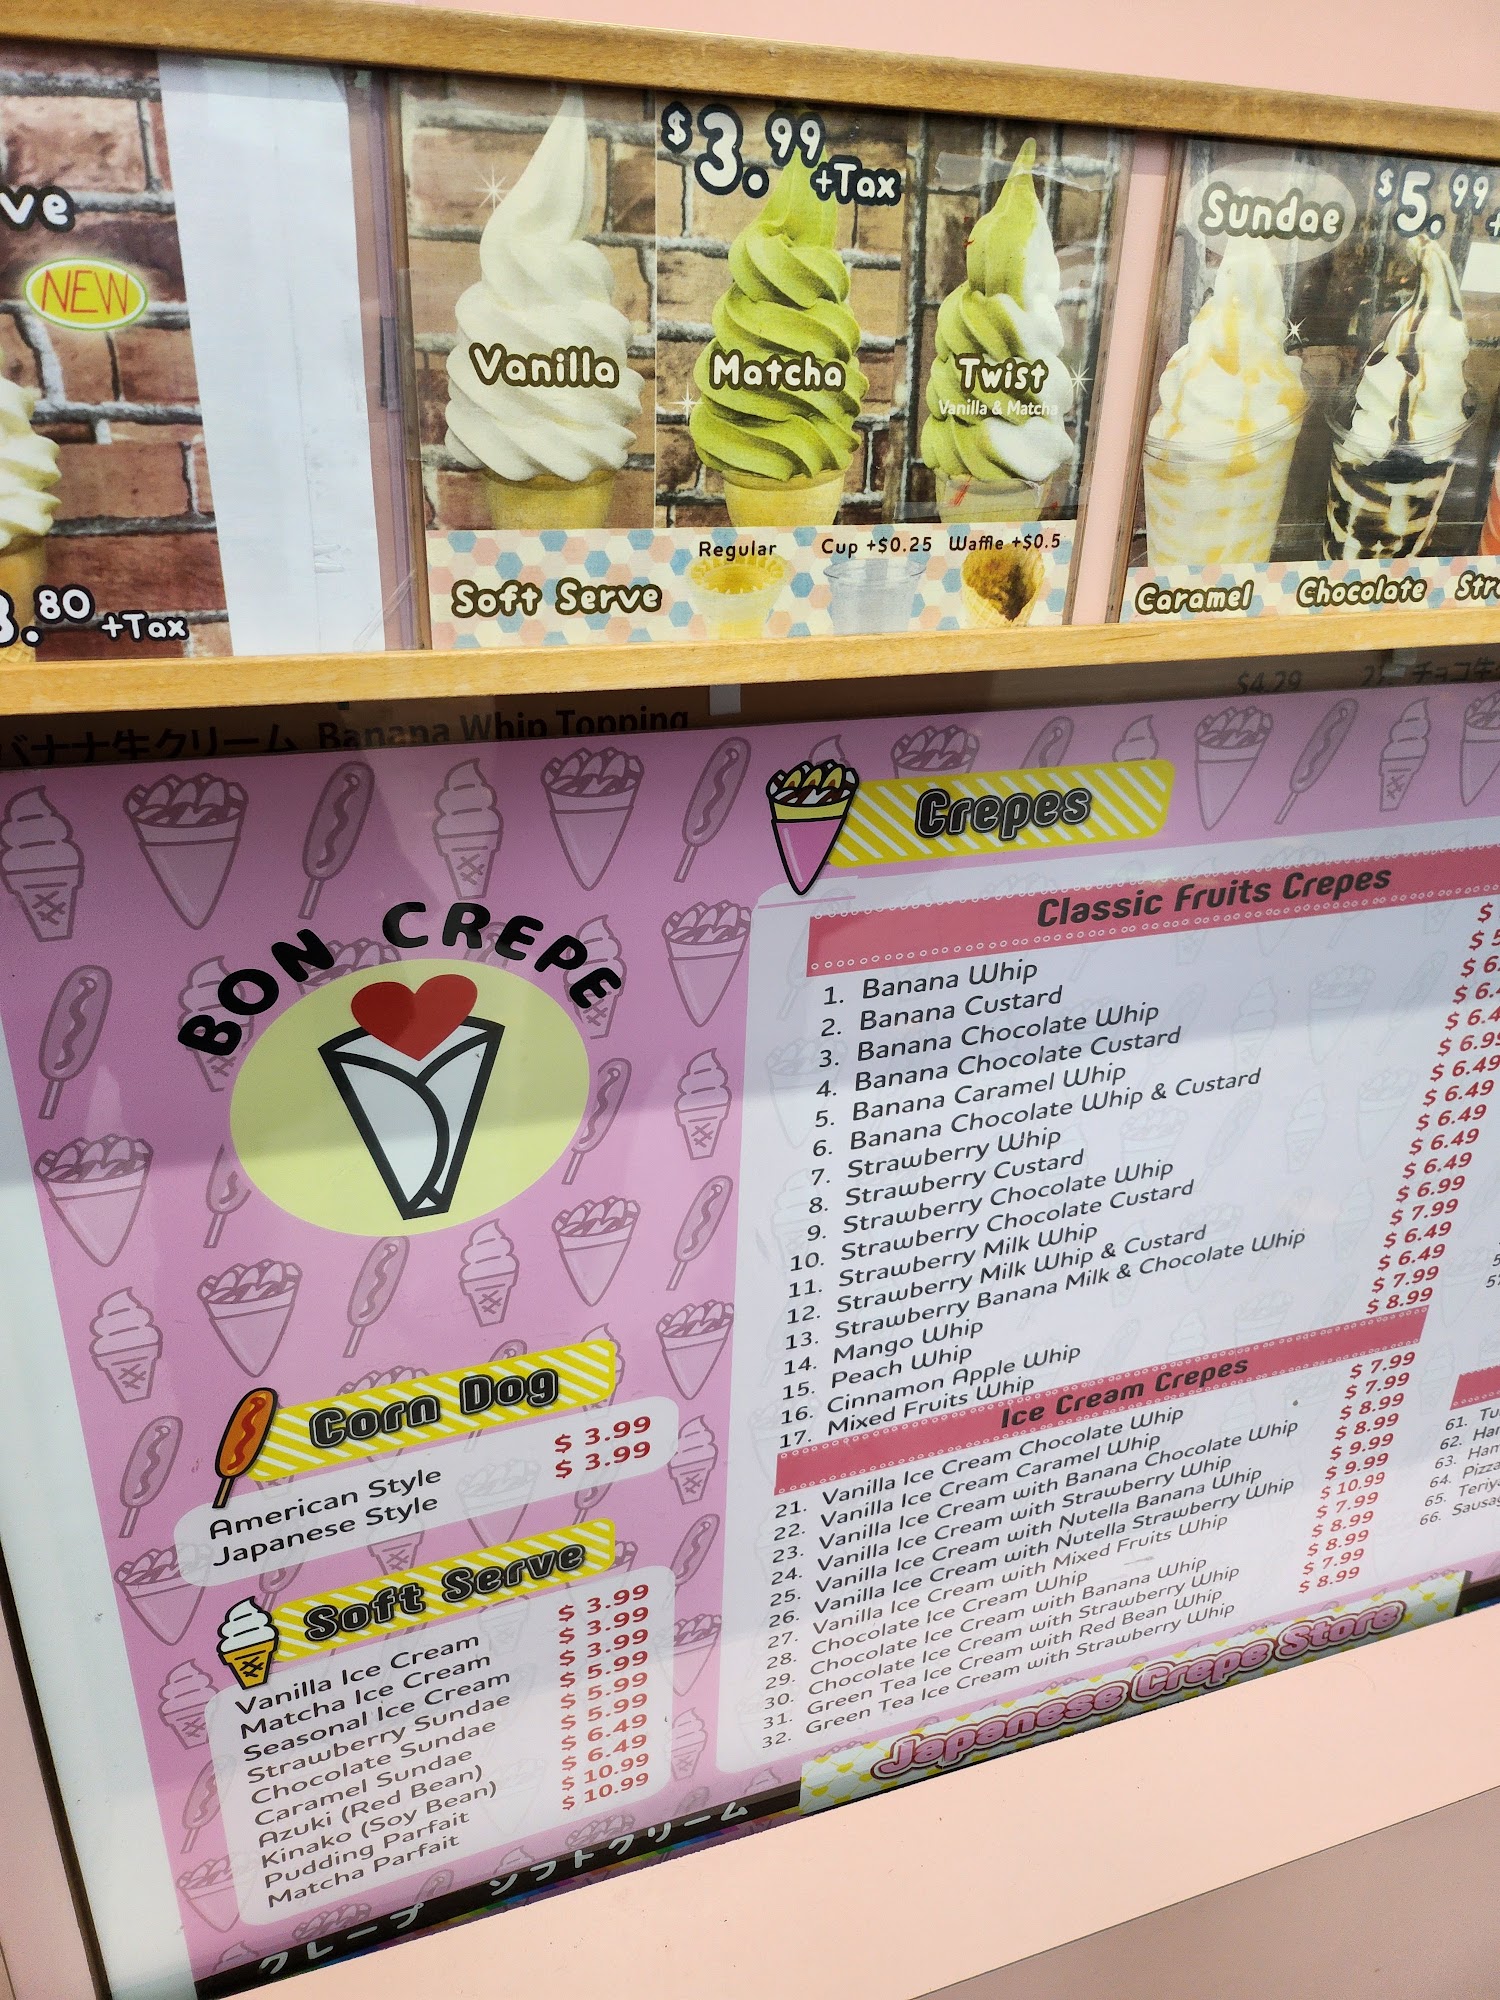 ve
NEW
.80 +Tax
$3.99 +Tax
Vanilla
Matcha
Twist
Vanilla & Matcha
Regular
Cup +$0.25
Waffle +$0.5
Soft Serve
Sundae
$5.99
Caramel
Chocolate
バナナ牛クリーム Banana Whip Topping
$4.29
チョコ牛
BON CREPE
Corn Dog
American Style $ 3.99
Japanese Style $ 3.99
Soft Serve
Vanilla Ice Cream $ 3.99
Matcha Ice Cream $ 3.99
Seasonal Ice Cream $ 3.99
Strawberry Sundae $ 5.99
Chocolate Sundae $ 5.99
Caramel Sundae $ 5.99
Azuki (Red Bean) $ 6.49
Kinako (Soy Bean) $ 6.49
Pudding Parfait $ 10.99
Matcha Parfait $ 10.99
Crepes
Classic Fruits Crepes
1. Banana Whip $
2. Banana Custard $ 5
3. Banana Chocolate Whip $ 6.
4. Banana Chocolate Custard $ 6.4
5. Banana Caramel Whip $ 6.4
6. Banana Chocolate Whip & Custard $ 6.99
7. Strawberry Whip $ 6.49
8. Strawberry Custard $ 6.49
9. Strawberry Chocolate Whip $ 6.49
10. Strawberry Chocolate Custard $ 6.49
11. Strawberry Milk Whip $ 6.49
12. Strawberry Milk Whip & Custard $ 6.99
13. Strawberry Banana Milk & Chocolate Whip $ 7.99
14. Mango Whip $ 6.49
15. Peach Whip $ 6.49
16. Cinnamon Apple Whip $ 7.99
17. Mixed Fruits Whip $ 8.99
Ice Cream Crepes
21. Vanilla Ice Cream Chocolate Whip $ 7.99
22. Vanilla Ice Cream Caramel Whip $ 7.99
23. Vanilla Ice Cream with Banana Chocolate Whip $ 8.99
24. Vanilla Ice Cream with Strawberry Whip $ 8.99
25. Vanilla Ice Cream with Nutella Banana Whip $ 9.99
26. Vanilla Ice Cream with Nutella Strawberry Whip $ 9.99
27. Vanilla Ice Cream with Mixed Fruits Whip $ 10.99
28. Chocolate Ice Cream Whip $ 7.99
29. Chocolate Ice Cream with Banana Whip $ 8.99
30. Chocolate Ice Cream with Strawberry Whip $ 8.99
31. Green Tea Ice Cream with Red Bean Whip $ 7.99
32. Green Tea Ice Cream with Strawberry Whip $ 8.99
61. Tu
62. Ha
63. Ham
64. Pizza
65. Teriy
66. Sausa
Japanese Crepe Store
クレープ ソフトクリーム